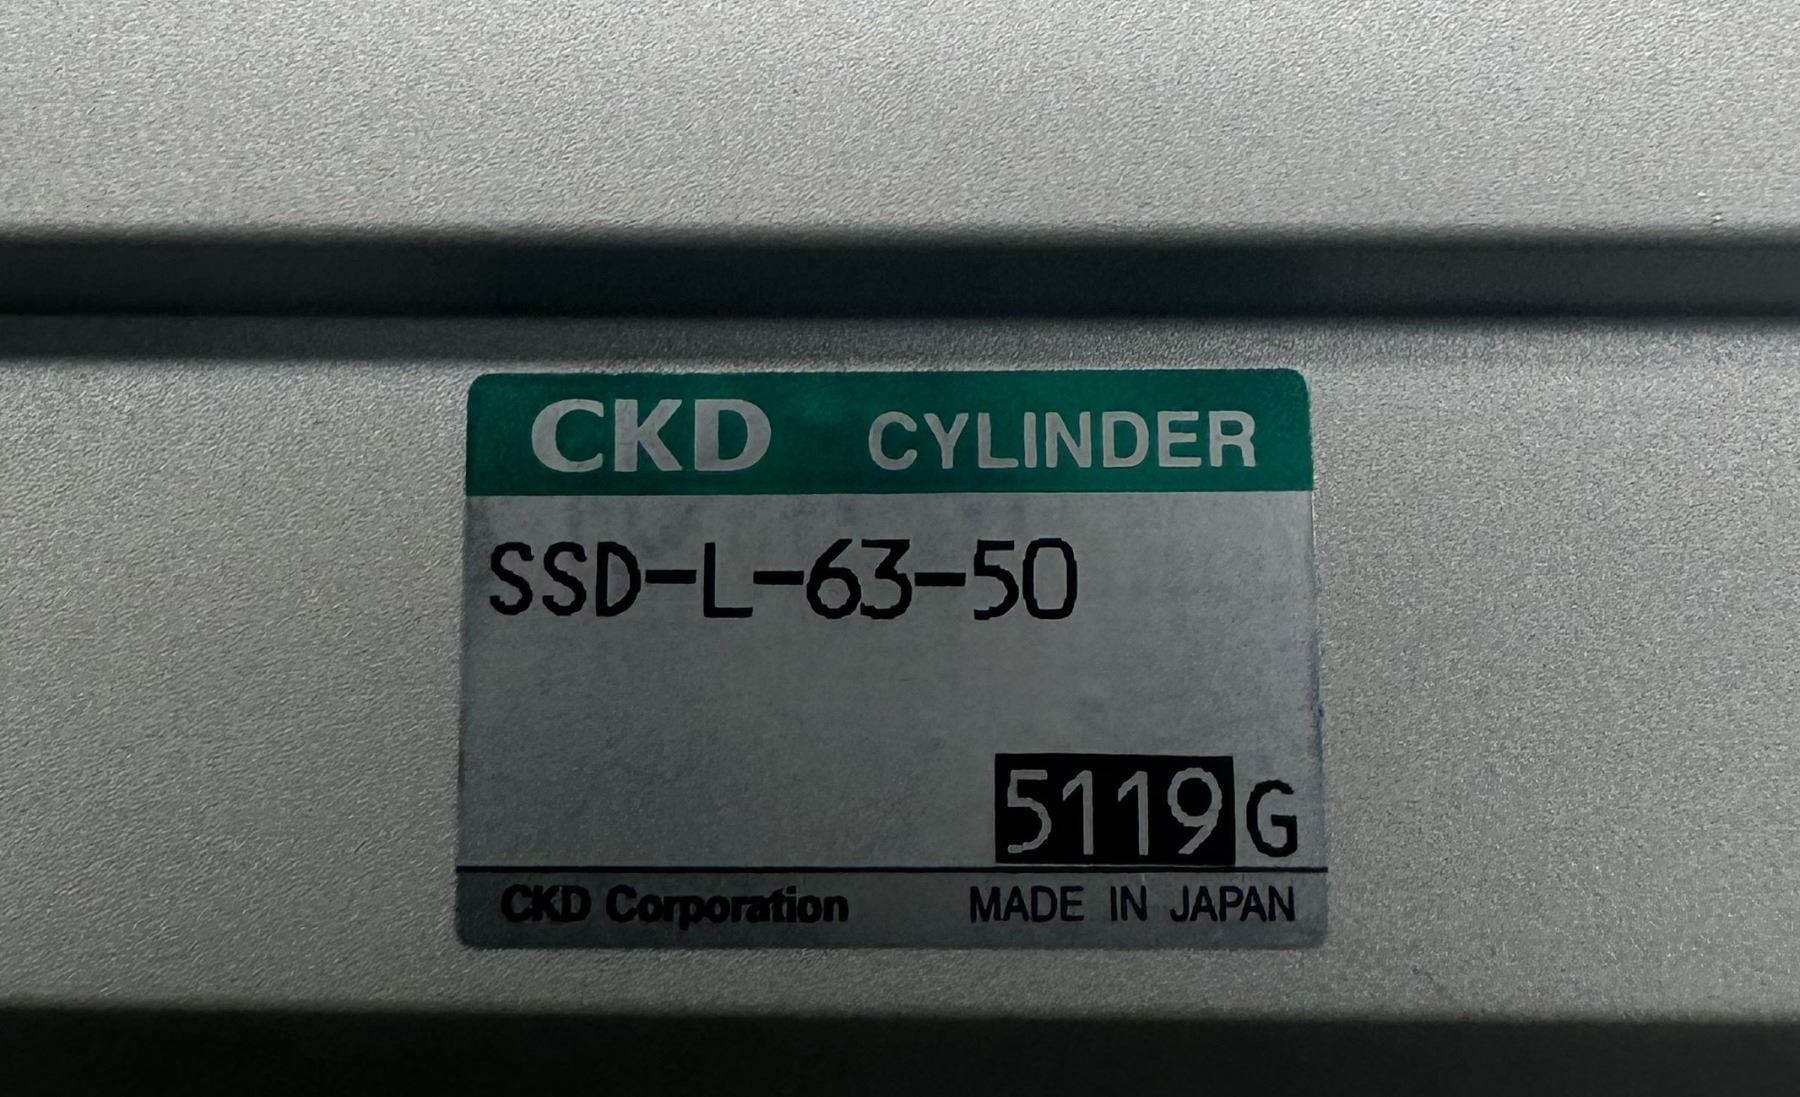 CKD CYLINDER
SSD-L-63-50
5119G
CKD Corporation MADE IN JAPAN